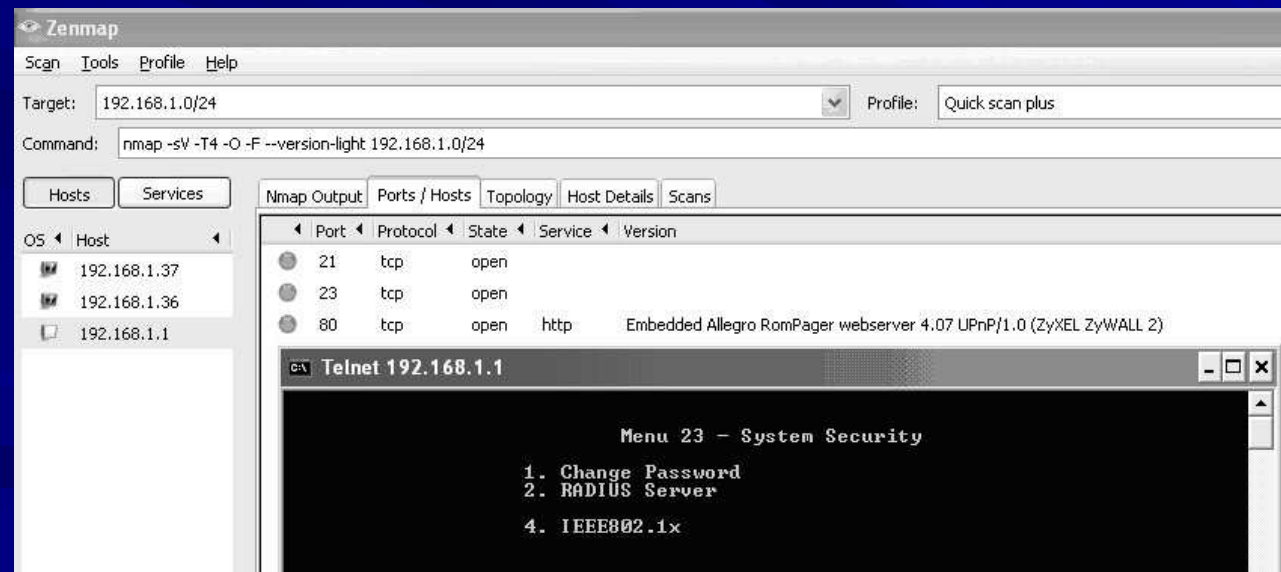 Zenmap
Scan Tools Profile Help
Target: 192.168.1.0/24 Profile: Quick scan plus
Command: nmap -sV -T4 -O -F --version-light 192.168.1.0/24
Hosts Services Nmap Output Ports / Hosts Topology Host Details Scans
OS Host Port Protocol State Service Version
192.168.1.37 21 tcp open
192.168.1.36 23 tcp open
192.168.1.1 80 tcp open http Embedded Allegro RomPager webserver 4.07 UPnP/1.0 (ZyXEL ZyWALL 2)
C:\ Telnet 192.168.1.1
Menu 23 - System Security
1. Change Password
2. RADIUS Server
4. IEEE802.1x